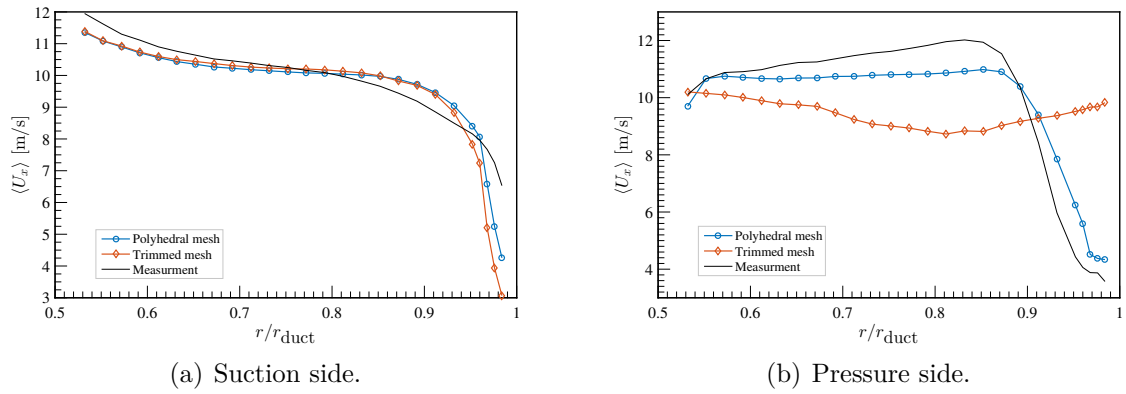 12
11
10
9
8
7
6
5
4
3
0.5 0.6 0.7 0.8 0.9 1
⟨U_x⟩ [m/s]
r/r_duct
Polyhedral mesh
Trimmed mesh
Measurment
(a) Suction side.
12
10
8
6
4
0.5 0.6 0.7 0.8 0.9 1
⟨U_x⟩ [m/s]
r/r_duct
Polyhedral mesh
Trimmed mesh
Measurment
(b) Pressure side.